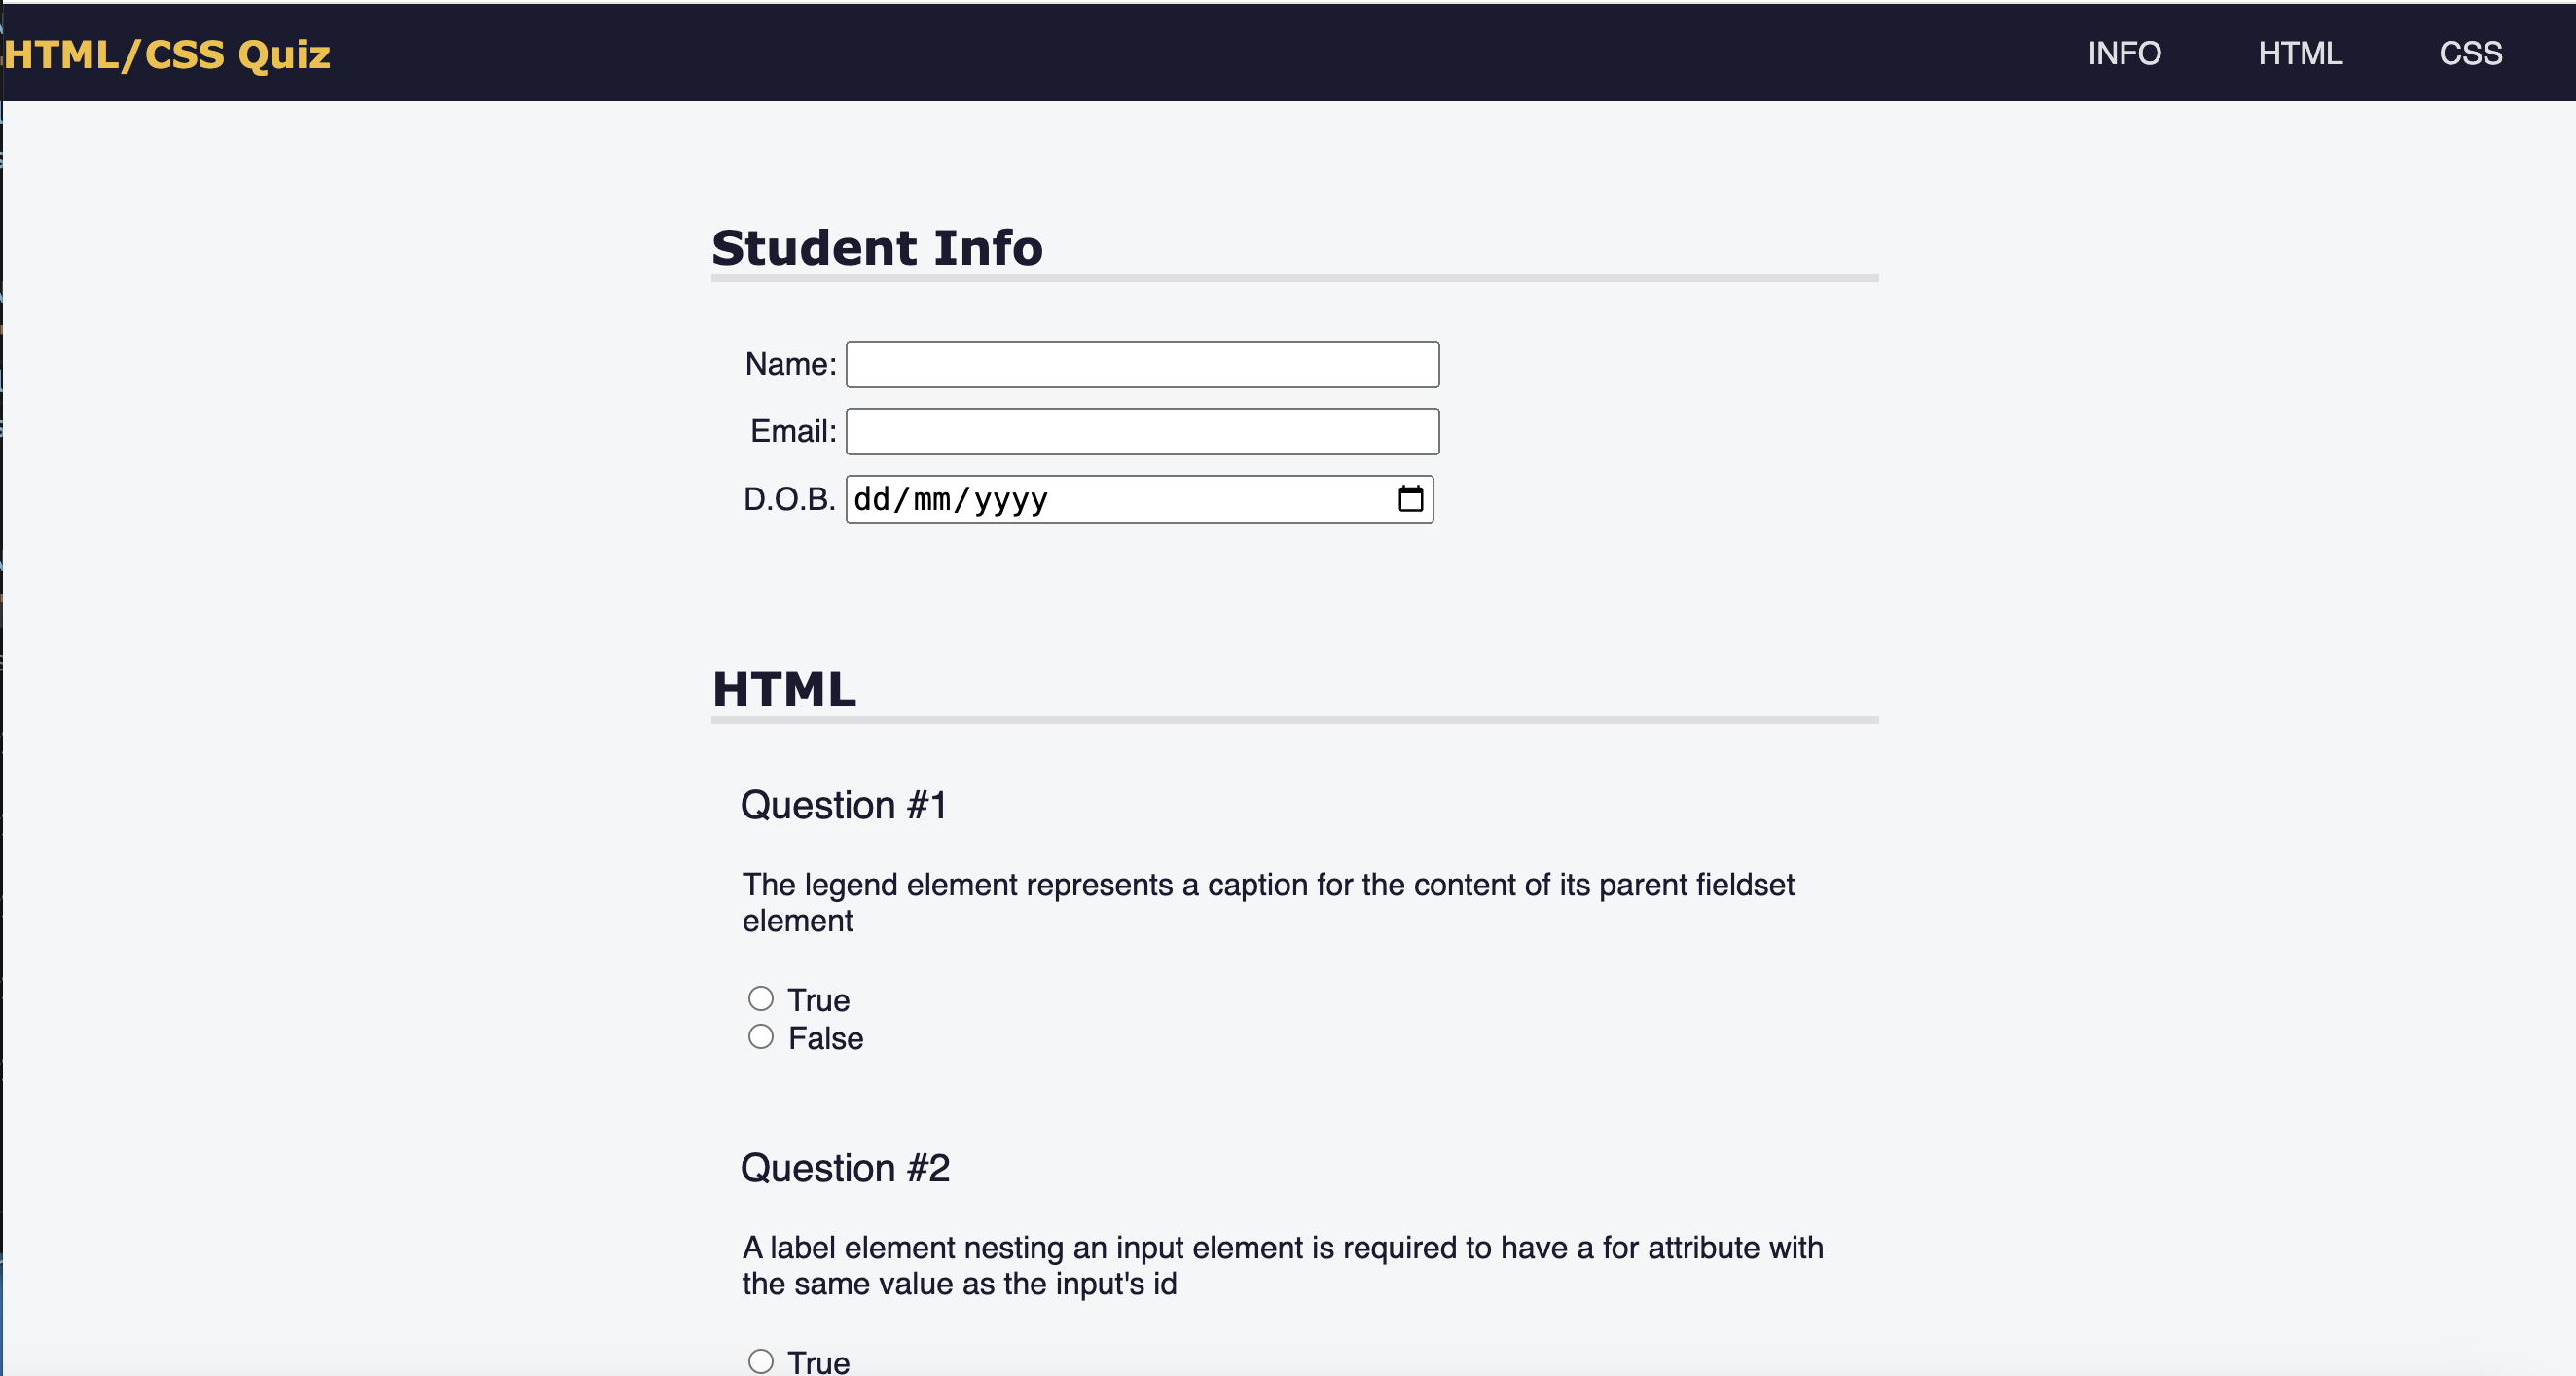 HTML/CSS Quiz
INFO
HTML
CSS
Student Info
Name:
Email:
D.O.B. dd/mm/yyyy
HTML
Question #1
The legend element represents a caption for the content of its parent fieldset
element
True
False
Question #2
A label element nesting an input element is required to have a for attribute with
the same value as the input's id
True